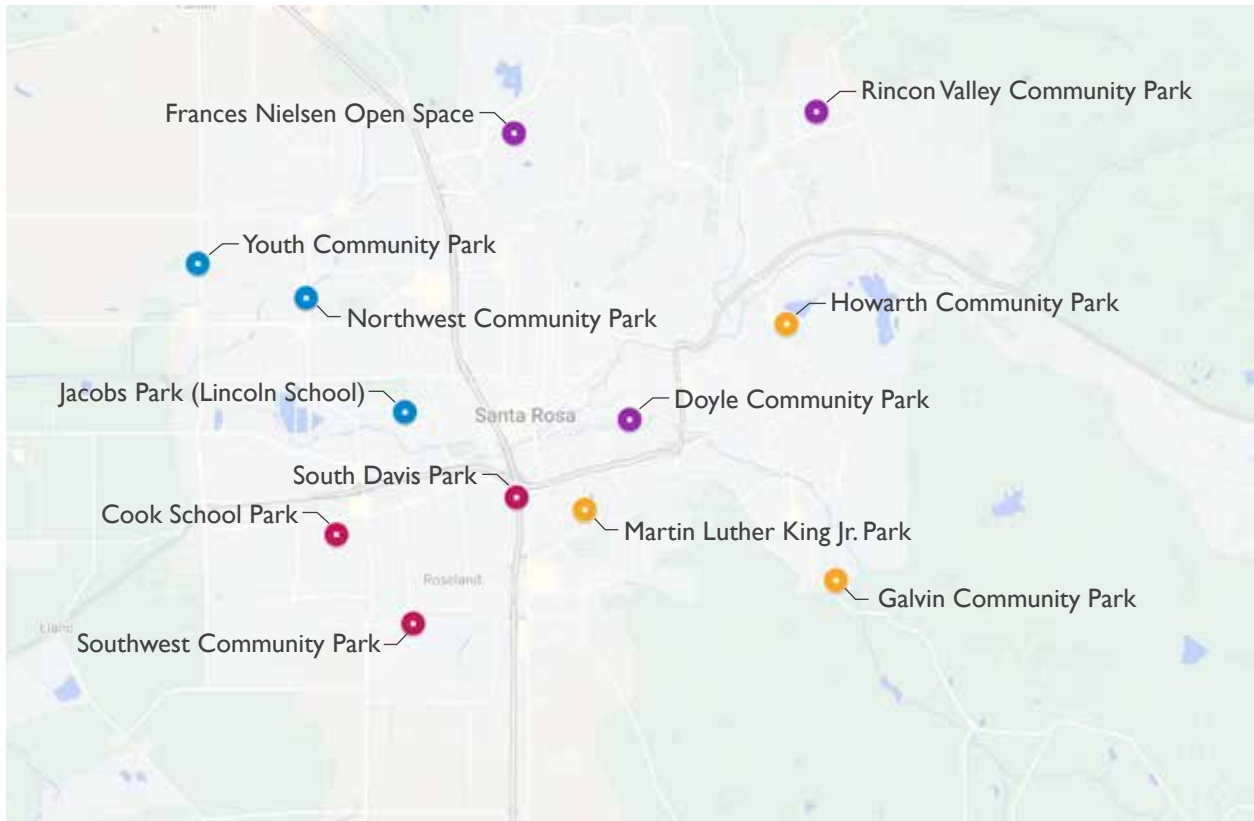 Rincon Valley Community Park
Frances Nielsen Open Space
Youth Community Park
Howarth Community Park
Northwest Community Park
Jacobs Park (Lincoln School)
Doyle Community Park
Santa Rosa
South Davis Park
Cook School Park
Martin Luther King Jr. Park
Roseland
Galvin Community Park
Llano
Southwest Community Park